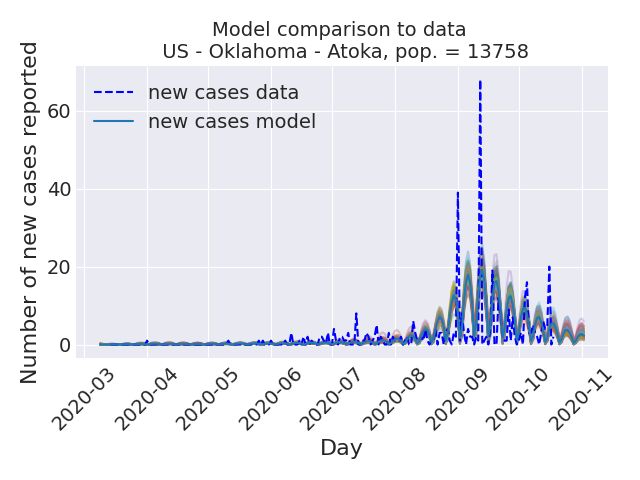 Model comparison to data
US - Oklahoma - Atoka, pop. = 13758
Number of new cases reported
60
40
20
0
new cases data
new cases model
2020-03
2020-04
2020-05
2020-06
2020-07
2020-08
2020-09
2020-10
2020-11
Day